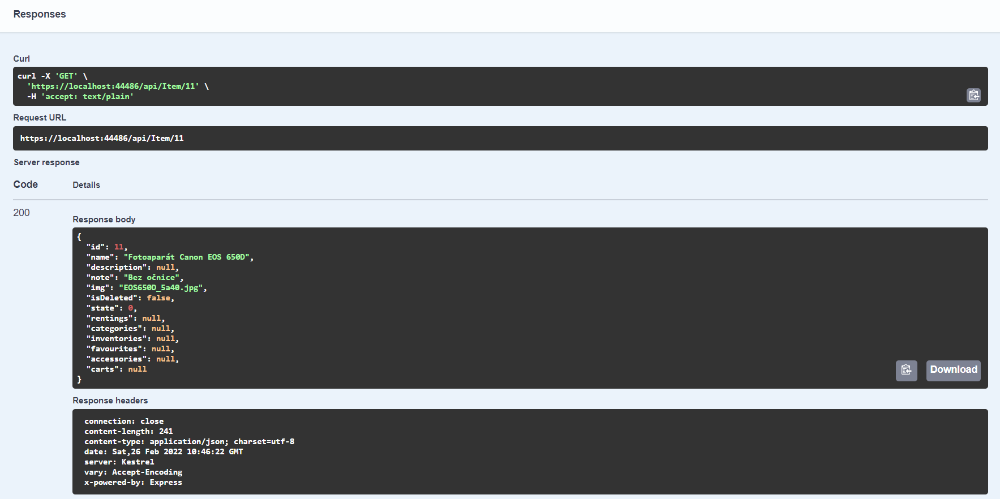 Responses
Curl
curl -X 'GET' \
  'https://localhost:44486/api/Item/11' \
  -H 'accept: text/plain'
Request URL
https://localhost:44486/api/Item/11
Server response
Code Details
200
Response body
{
  "id": 11,
  "name": "Fotoaparát Canon EOS 650D",
  "description": null,
  "note": "Bez očnice",
  "img": "EOS650D_5a40.jpg",
  "isDeleted": false,
  "state": 0,
  "rentings": null,
  "categories": null,
  "inventories": null,
  "favourites": null,
  "accessories": null,
  "carts": null
}
Download
Response headers
connection: close
content-length: 241
content-type: application/json; charset=utf-8
date: Sat,26 Feb 2022 10:46:22 GMT
server: Kestrel
vary: Accept-Encoding
x-powered-by: Express